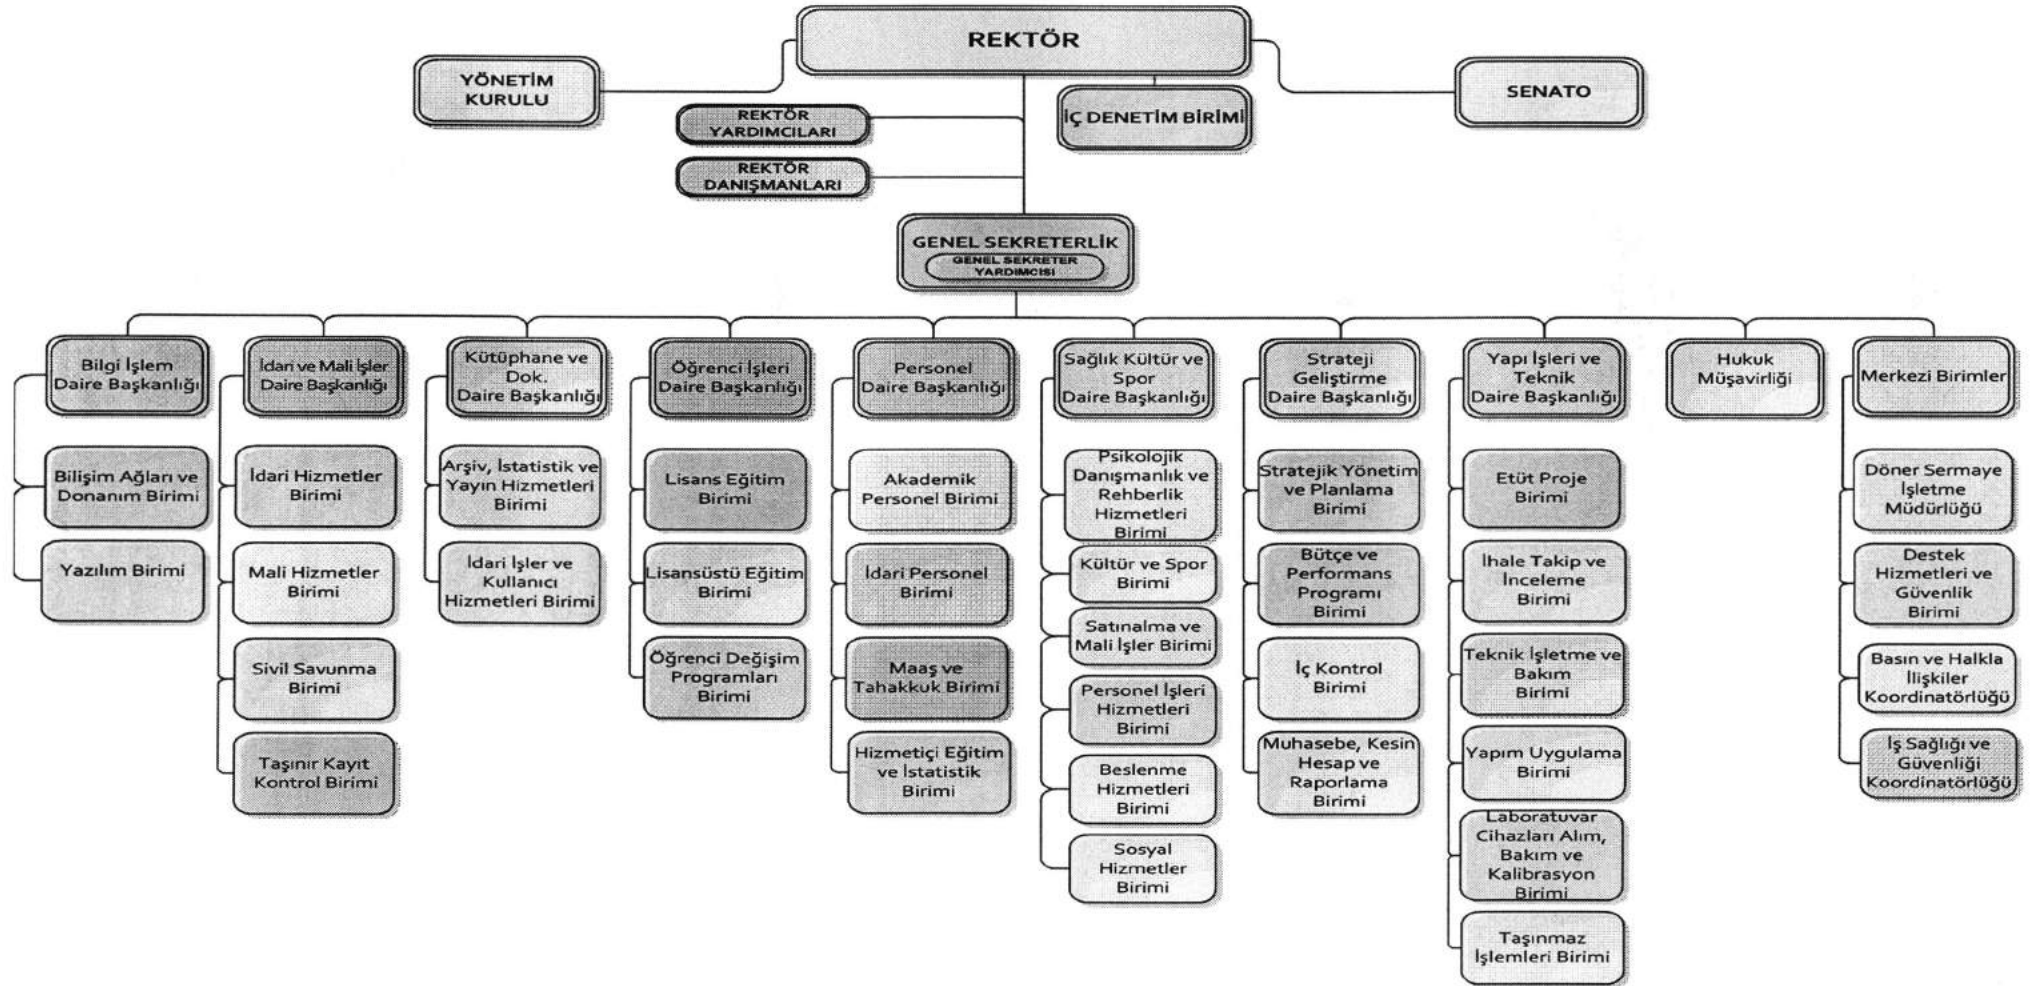 REKTÖR
YÖNETİM
KURULU
SENATO
REKTÖR
YARDIMCILARI
İÇ DENETİM BİRİMİ
REKTÖR
DANIŞMANLARI
GENEL SEKRETERLİK
GENEL SEKRETER
YARDIMCISI
Bilgi İşlem
Daire Başkanlığı
İdari ve Mali İşler
Daire Başkanlığı
Kütüphane ve
Dok.
Daire Başkanlığı
Öğrenci İşleri
Daire Başkanlığı
Personel
Daire Başkanlığı
Sağlık Kültür ve
Spor
Daire Başkanlığı
Strateji
Geliştirme
Daire Başkanlığı
Yapı İşleri ve
Teknik
Daire Başkanlığı
Hukuk
Müşavirliği
Merkezi Birimler
Bilişim Ağları ve
Donanım Birimi
Yazılım Birimi
İdari Hizmetler
Birimi
Mali Hizmetler
Birimi
Sivil Savunma
Birimi
Taşınır Kayıt
Kontrol Birimi
Arşiv, İstatistik ve
Yayın Hizmetleri
Birimi
İdari İşler ve
Kullanıcı
Hizmetleri Birimi
Lisans Eğitim
Birimi
Lisansüstü Eğitim
Birimi
Öğrenci Değişim
Programları
Birimi
Akademik
Personel Birimi
İdari Personel
Birimi
Maaş ve
Tahakkuk Birimi
Hizmetiçi Eğitim
ve İstatistik
Birimi
Psikolojik
Danışmanlık ve
Rehberlik
Hizmetleri
Birimi
Kültür ve Spor
Birimi
Satınalma ve
Mali İşler Birimi
Personel İşleri
Hizmetleri
Birimi
Beslenme
Hizmetleri
Birimi
Sosyal
Hizmetler
Birimi
Stratejik Yönetim
ve Planlama
Birimi
Bütçe ve
Performans
Programı
Birimi
İç Kontrol
Birimi
Muhasebe, Kesin
Hesap ve
Raporlama
Birimi
Etüt Proje
Birimi
İhale Takip ve
İnceleme
Birimi
Teknik İşletme ve
Bakım
Birimi
Yapım Uygulama
Birimi
Laboratuvar
Cihazları Alım,
Bakım ve
Kalibrasyon
Birimi
Taşınmaz
İşlemleri Birimi
Döner Sermaye
İşletme
Müdürlüğü
Destek
Hizmetleri ve
Güvenlik
Birimi
Basın ve Halkla
İlişkiler
Koordinatörlüğü
İş Sağlığı ve
Güvenliği
Koordinatörlüğü